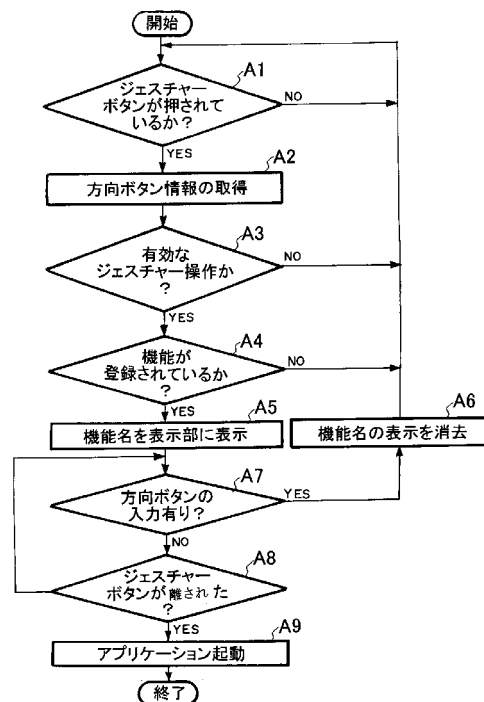 開始
A1
ジェスチャー
ボタンが押されて
いるか?
NO
YES
A2
方向ボタン情報の取得
A3
有効な
ジェスチャー操作か
?
NO
YES
A4
機能が
登録されているか
?
NO
YES
A5
機能名を表示部に表示
A6
機能名の表示を消去
A7
方向ボタンの
入力有り?
YES
NO
A8
ジェスチャー
ボタンが離された
?
YES
A9
アプリケーション起動
終了